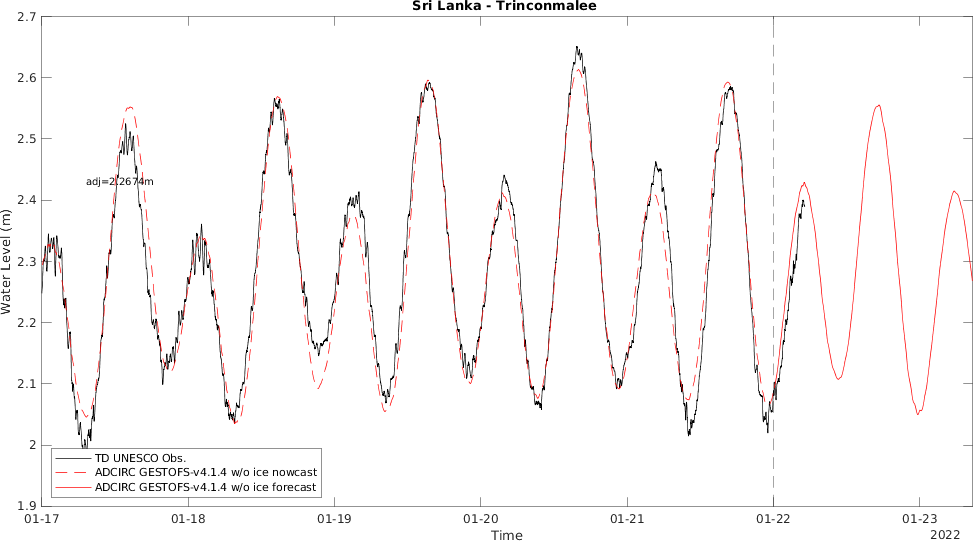 Sri Lanka - Trinconmalee
2.7
2.6
2.5
2.4
2.3
2.2
2.1
2
1.9
Water Level (m)
adj=2.2674m
TD UNESCO Obs.
ADCIRC GESTOFS-v4.1.4 w/o ice nowcast
ADCIRC GESTOFS-v4.1.4 w/o ice forecast
01-17
01-18
01-19
01-20
01-21
01-22
01-23
Time
2022